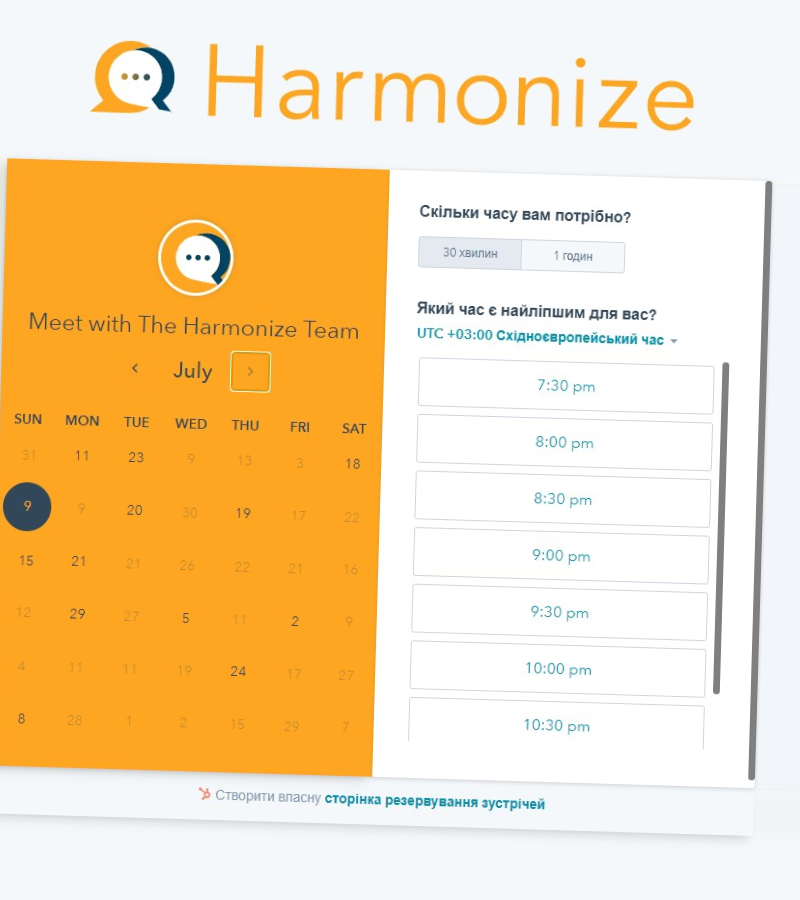 Harmonize
Meet with The Harmonize Team
July
SUN MON TUE WED THU FRI SAT
31 11 23 9 13 3 18
9 9 20 30 19 17 22
15 21 21 26 22 21 16
12 29 27 5 11 2 9
4 11 11 19 24 17 27
8 28 1 2 15 29 7
Скільки часу вам потрібно?
30 хвилин 1 годин
Який час є найліпшим для вас?
UTC +03:00 Східноєвропейський час
7:30 pm
8:00 pm
8:30 pm
9:00 pm
9:30 pm
10:00 pm
10:30 pm
Створити власну сторінка резервування зустрічей